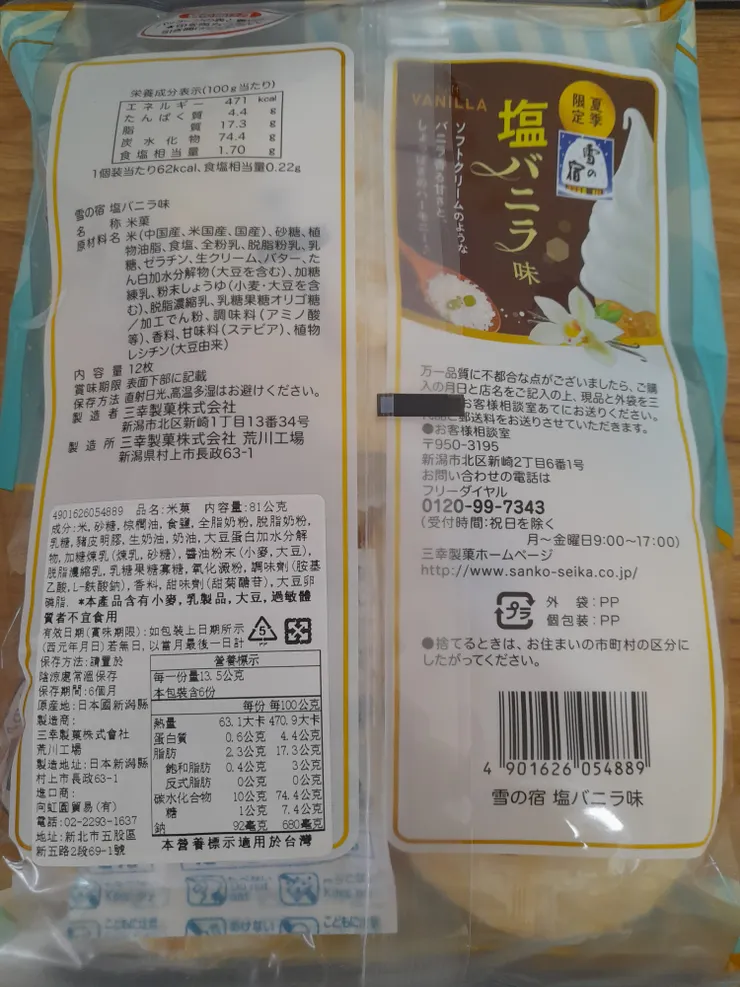 栄養成分表示(100g当たり)
エネルギー 471 kcal
たんぱく質 4.4 g
脂質 17.3 g
炭水化物 74.4 g
食塩相当量 1.70 g
1個装当たり62kcal、食塩相当量0.22g
雪の宿 塩バニラ味
名称 米菓
原材料名 米(中国産、米国産、国産)、砂糖、植
物油脂、食塩、全粉乳、脱脂粉乳、乳
糖、ゼラチン、生クリーム、バター、た
ん白加水分解物(大豆を含む)、加糖
練乳、粉末しょうゆ(小麦・大豆を含
む)、脱脂濃縮乳、乳糖果糖オリゴ糖
/加工でん粉、調味料(アミノ酸
等)、香料、甘味料(ステビア)、植物
レシチン(大豆由来)
内容量 12枚
賞味期限 表面下部に記載
保存方法 直射日光、高温多湿はお避けください。
製造者 三幸製菓株式会社
新潟市北区新崎1丁目13番34号
製造所 三幸製菓株式会社 荒川工場
新潟県村上市長政63-1
4901626054889 品名:米菓 內容量:81公克
成分:米,砂糖,棕櫚油,食鹽,全脂奶粉,脫脂奶粉,
乳糖,豬皮明膠,生奶油,奶油,大豆蛋白加水分解
物,加糖煉乳(煉乳,砂糖),醬油粉末(小麥,大豆),
脫脂濃縮乳,乳糖果糖寡糖,氧化澱粉,調味劑(胺基
乙酸,L-麩酸鈉),香料,甜味劑(甜菊醣苷),大豆卵
磷脂. *本產品含有小麥,乳製品,大豆,過敏體
質者不宜食用
有效日期(賞味期限):如包裝上日期所示
(西元年月日)若無日,以當月最後一日計
5
保存方法:請置於
陰涼處常溫保存
保存期間:6個月
原產地:日本國新潟縣
製造商:
三幸製菓株式會社
荒川工場
製造地址:日本新潟縣
村上市長政63-1
進口商:
向虹園貿易(有)
電話:02-2293-1637
地址:新北市五股區
新五路2段69-1號
營養標示
每一份量13.5公克
本包裝含6份
每份 每100公克
熱量 63.1大卡 470.9大卡
蛋白質 0.6公克 4.4公克
脂肪 2.3公克 17.3公克
飽和脂肪 0.4公克 3公克
反式脂肪 0公克 0公克
碳水化合物 10公克 74.4公克
糖 1公克 7.4公克
鈉 92毫克 680毫克
本營養標示適用於台灣
VANILLA
夏季
限定
雪の宿
塩バニラ味
ソフトクリームのような
万一品質に不都合な点がございましたら、ご購
入の月日と店名をご記入の上、現品と外袋を三
お客様相談室あてにお送りください。
郵送料をお送りさせていただきます。
●お客様相談室
〒950-3195
新潟市北区新崎2丁目6番1号
お問い合わせの電話は
フリーダイヤル
0120-99-7343
(受付時間:祝日を除く
月〜金曜日9:00〜17:00)
三幸製菓ホームページ
http://www.sanko-seika.co.jp/
プラ
外袋:PP
個包装:PP
●捨てるときは、お住まいの市町村の区分に
したがってください。
4 901626 054889
雪の宿 塩バニラ味